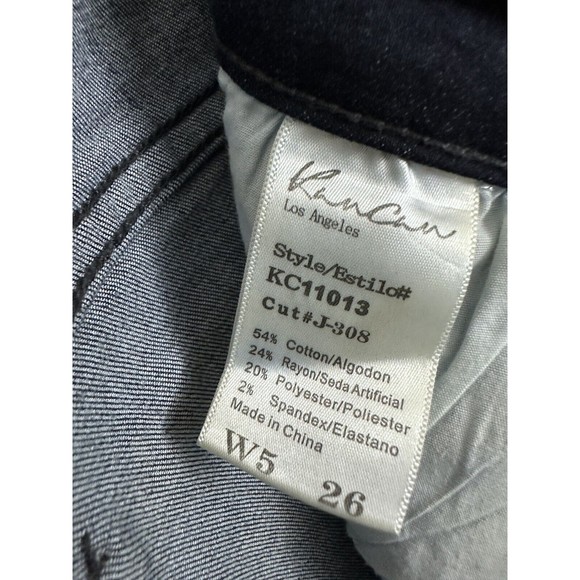 KanCan
Los Angeles
Style/Estilo#
KC11013
Cut#J-308
54% Cotton/Algodon
24% Rayon/Seda Artificial
20% Polyester/Poliester
2% Spandex/Elastano
Made in China
W5 26